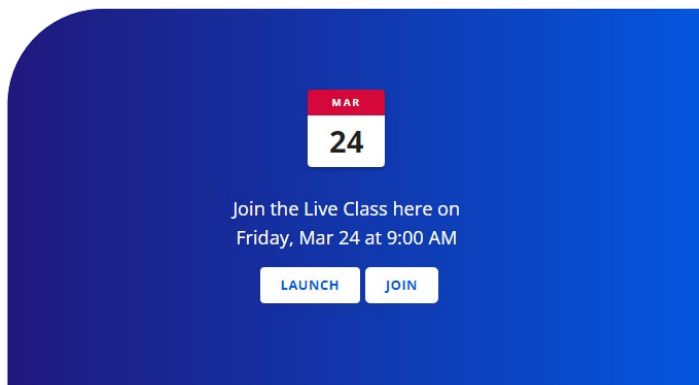 MAR
24
Join the Live Class here on
Friday, Mar 24 at 9:00 AM
LAUNCH JOIN